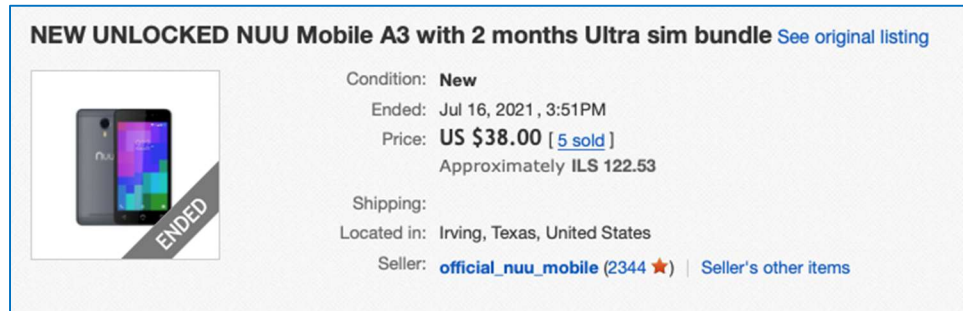 NEW UNLOCKED NUU Mobile A3 with 2 months Ultra sim bundle See original listing
Condition: New
Ended: Jul 16, 2021 , 3:51PM
Price: US $38.00 [ 5 sold ]
Approximately ILS 122.53
Shipping:
Located in: Irving, Texas, United States
Seller: official_nuu_mobile (2344 ★) | Seller's other items
nuu
ENDED